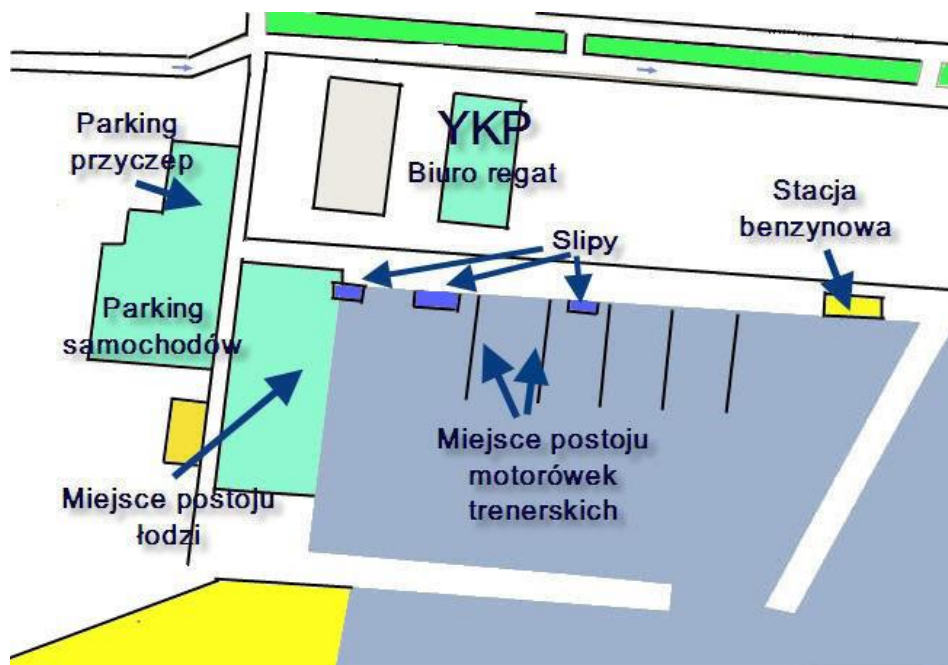 Parking
przyczep
YKP
Biuro regat
Stacja
benzynowa
Slipy
Parking
samochodów
Miejsce postoju
motorówek
trenerskich
Miejsce postoju
łodzi